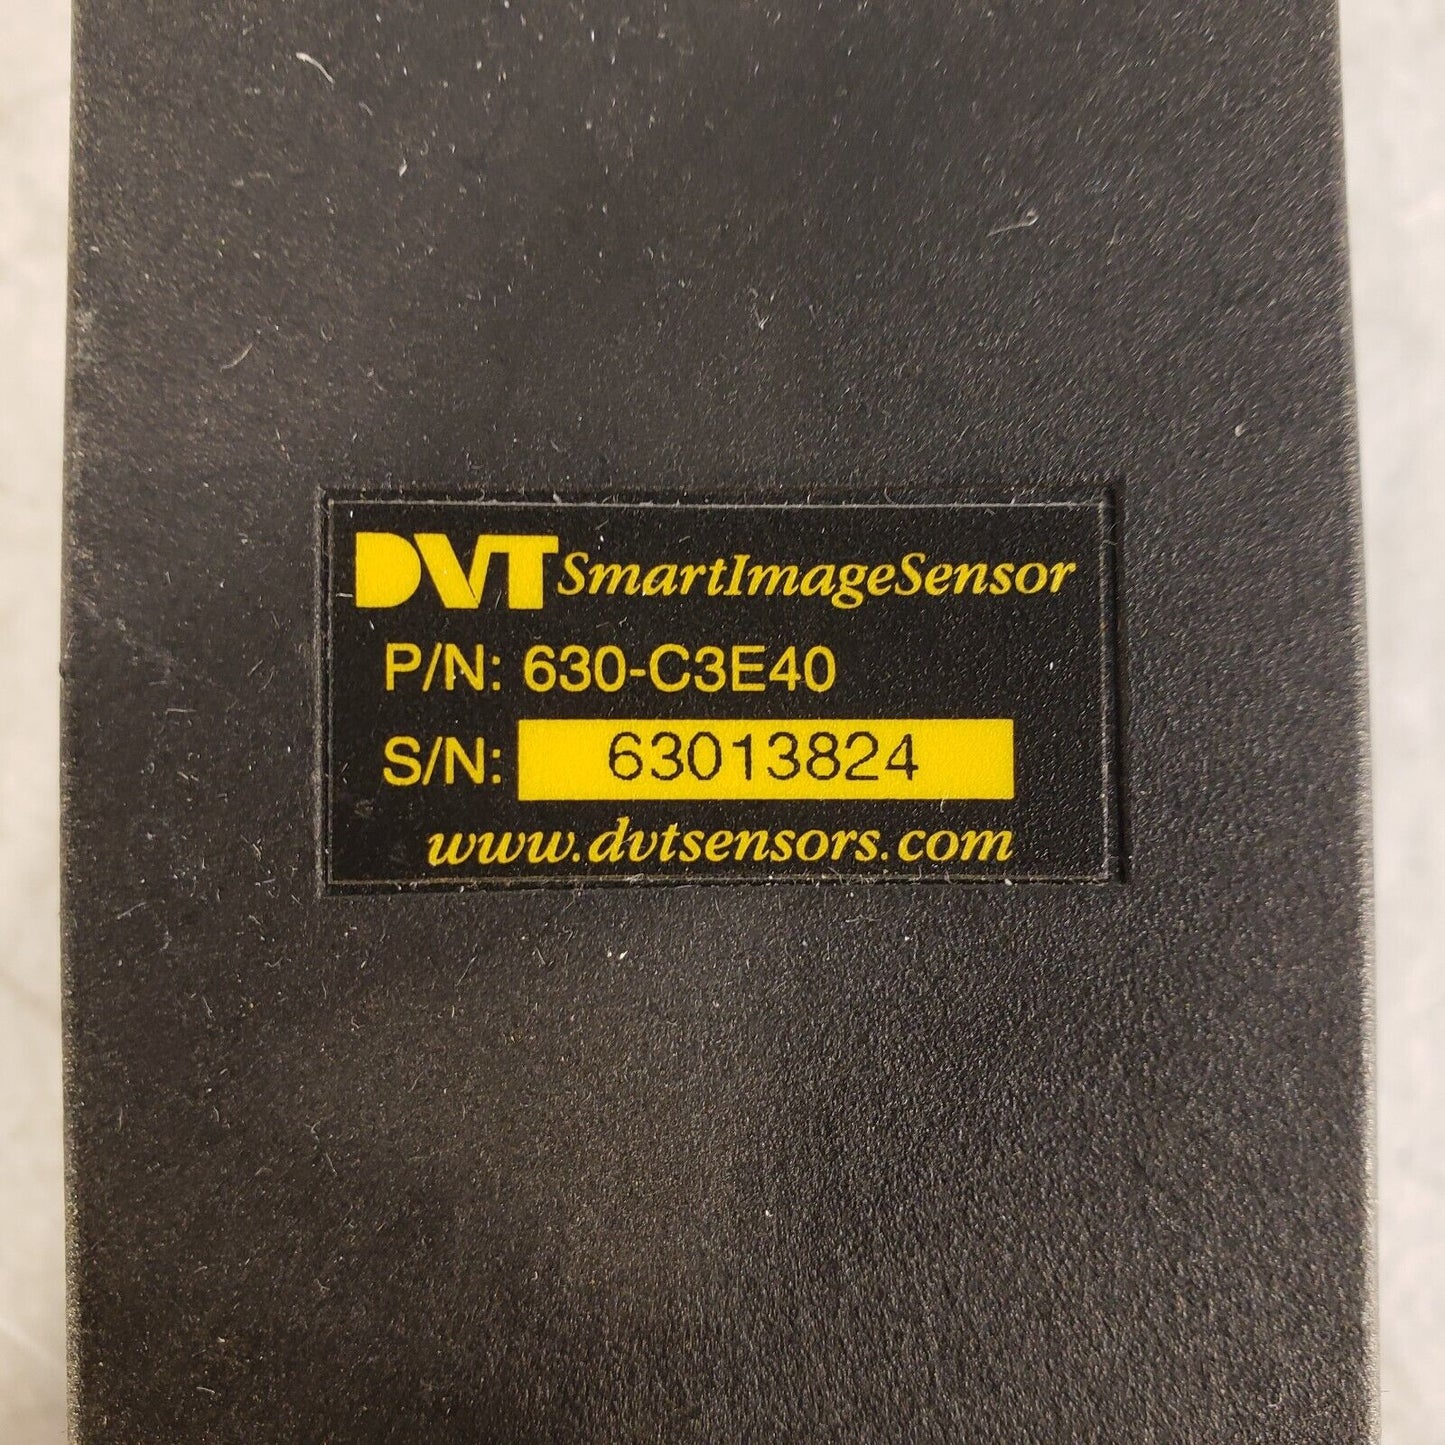 DVT SmartImageSensor
P/N: 630-C3E40
S/N: 63013824
www.dvtsensors.com